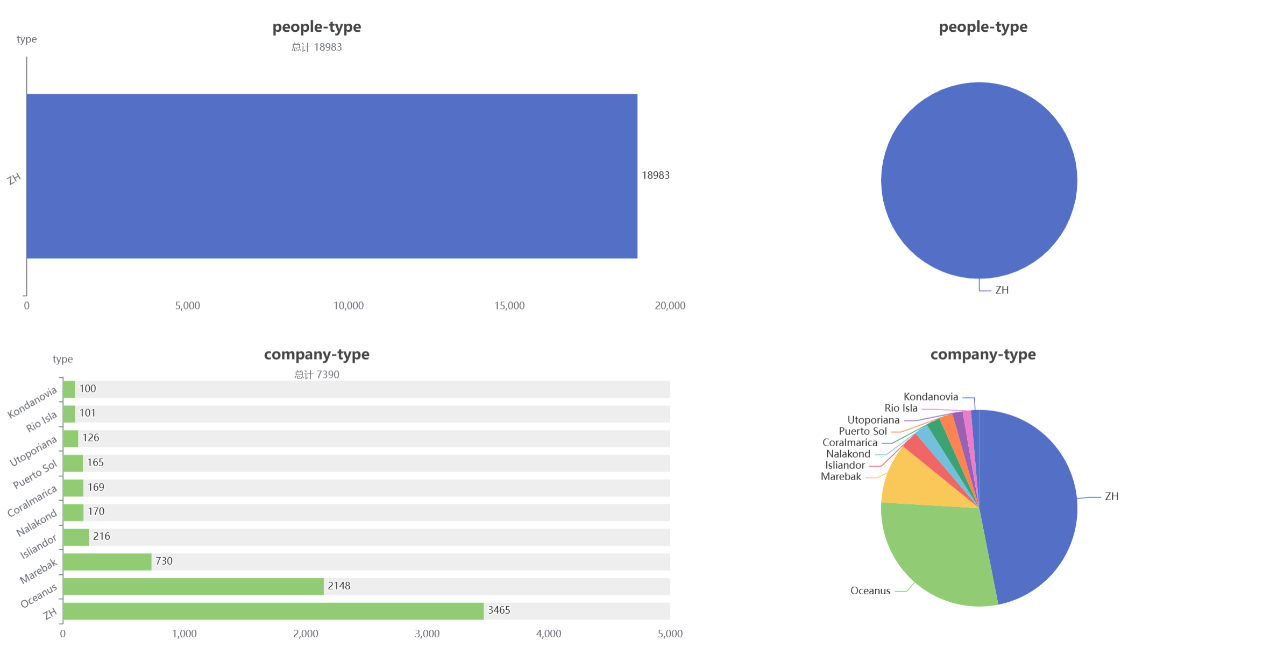 people-type
总计 18983
type
ZH
18983
0
5,000
10,000
15,000
20,000
people-type
ZH
company-type
总计 7390
type
Kondanovia
100
Rio Isla
101
Utoporiana
126
Puerto Sol
165
Coralmarica
169
Nalakond
170
Isliandor
216
Marebak
730
Oceanus
2148
ZH
3465
0
1,000
2,000
3,000
4,000
5,000
company-type
Kondanovia
Rio Isla
Utoporiana
Puerto Sol
Coralmarica
Nalakond
Isliandor
Marebak
ZH
Oceanus